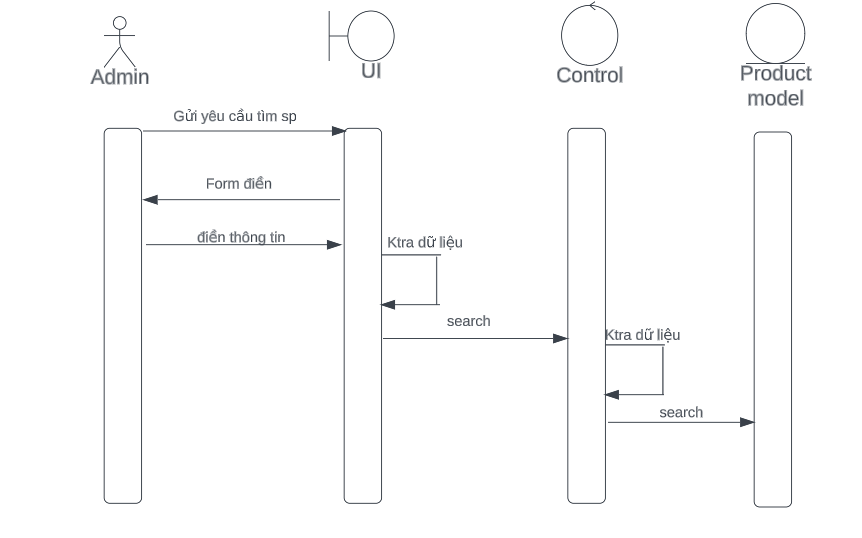 Admin
UI
Control
Product
model
Gửi yêu cầu tìm sp
Form điền
điền thông tin
Ktra dữ liệu
search
Ktra dữ liệu
search